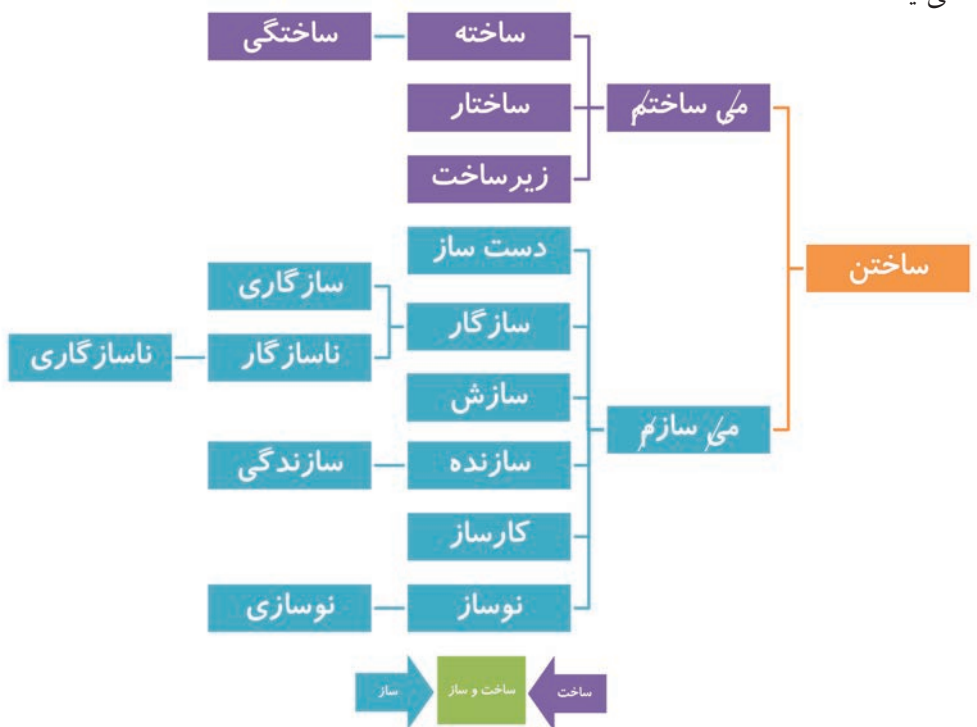 ساختن
می ساختم
ساخته
ساختگی
ساختار
زیرساخت
می سازم
دست ساز
سازگار
سازگاری
ناسازگار
ناسازگاری
سازش
سازنده
سازندگی
کارساز
نوساز
نوسازی
ساخت
ساخت و ساز
ساز